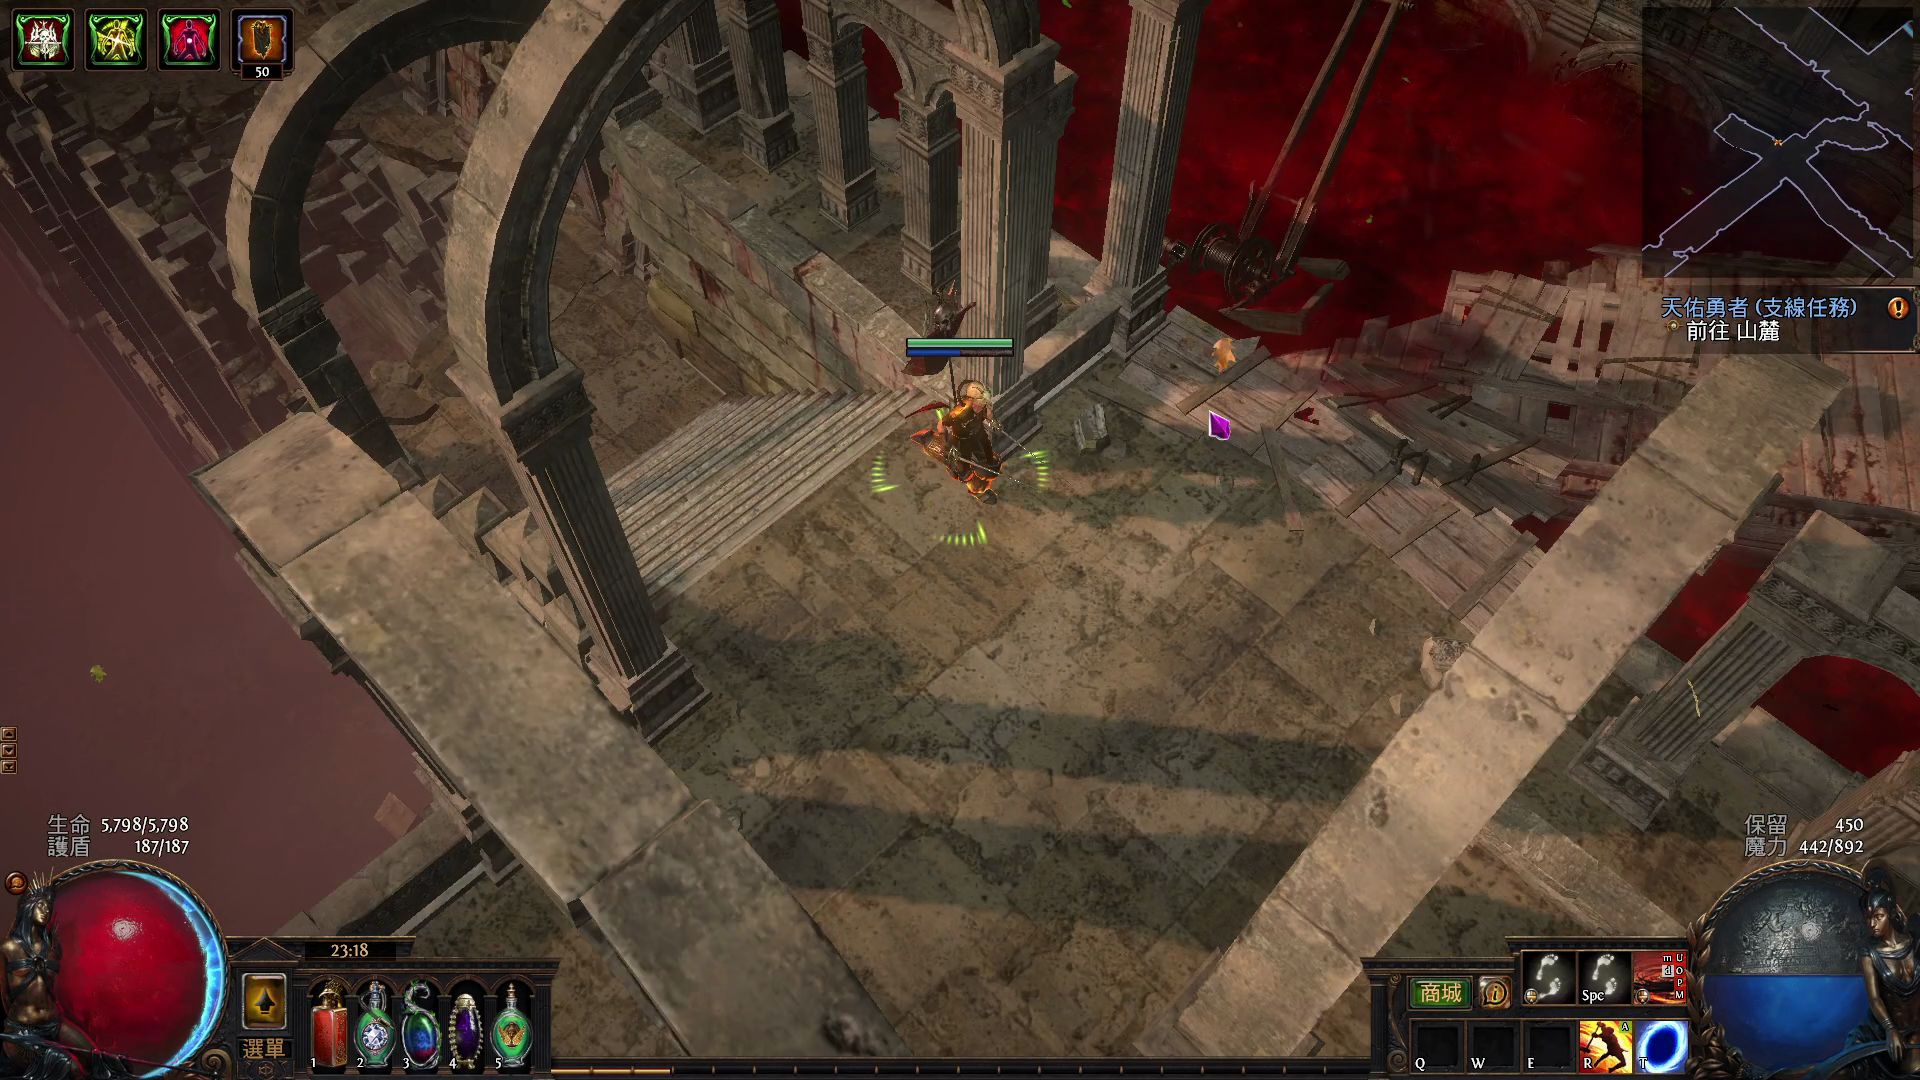 50
天佑勇者 (支線任務)
前往 山麓
生命 5,798/5,798
護盾 187/187
保留 450
魔力 442/892
23:18
選單
1 2 3 4 5
商城
Spc
m U
d O
P
M
Q W E R A T